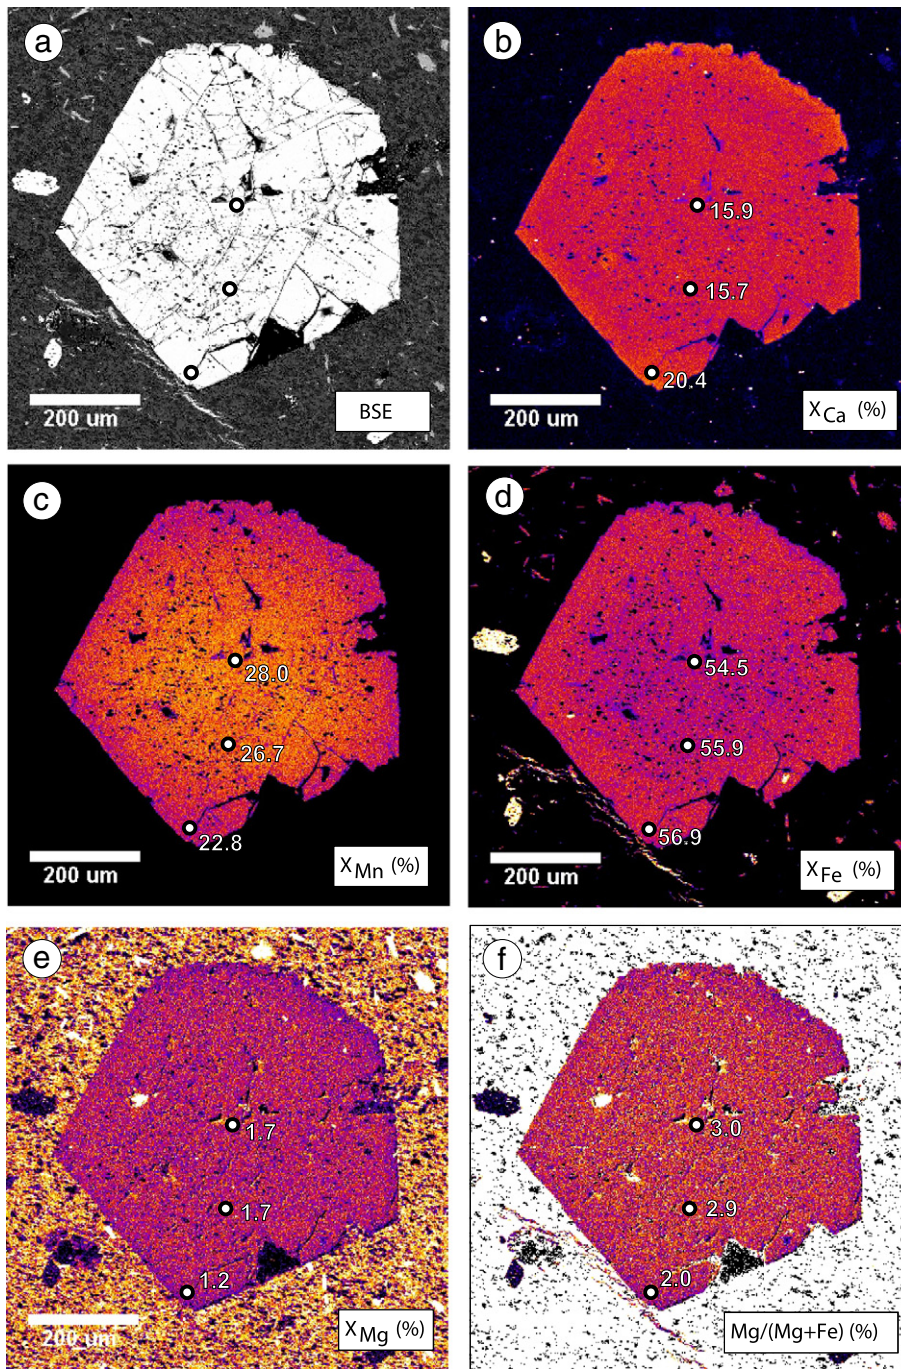 a
200 um
BSE
b
15.9
15.7
20.4
200 um
XCa (%)
c
28.0
26.7
22.8
200 um
XMn (%)
d
54.5
55.9
56.9
200 um
XFe (%)
e
1.7
1.7
1.2
200 um
XMg (%)
f
3.0
2.9
2.0
Mg/(Mg+Fe) (%)